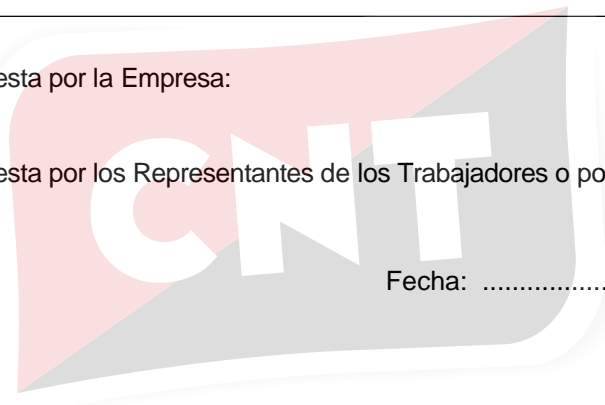 esta por la Empresa:
esta por los Representantes de los Trabajadores o po
CNT
Fecha: .................